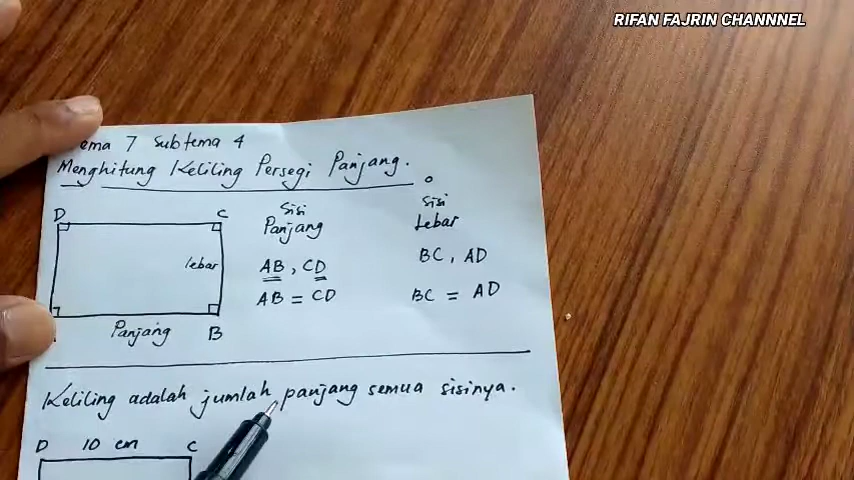 RIFAN FAJRIN CHANNNEL
ema 7 Subtema 4
Menghitung Keliling Persegi Panjang.
D C
lebar
Panjang B
Sisi
Panjang
AB, CD
AB = CD
Sisi
Lebar
BC, AD
BC = AD
Keliling adalah jumlah panjang semua sisinya.
D 10 cm C